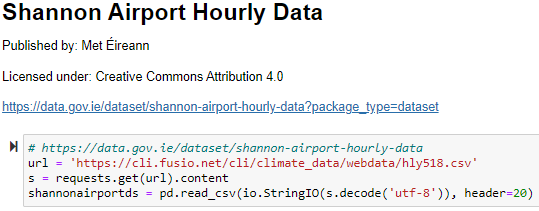 Shannon Airport Hourly Data
Published by: Met Éireann
Licensed under: Creative Commons Attribution 4.0
https://data.gov.ie/dataset/shannon-airport-hourly-data?package_type=dataset
# https://data.gov.ie/dataset/shannon-airport-hourly-data
url = 'https://cli.fusio.net/cli/climate_data/webdata/hly518.csv'
s = requests.get(url).content
shannonairportds = pd.read_csv(io.StringIO(s.decode('utf-8')), header=20)